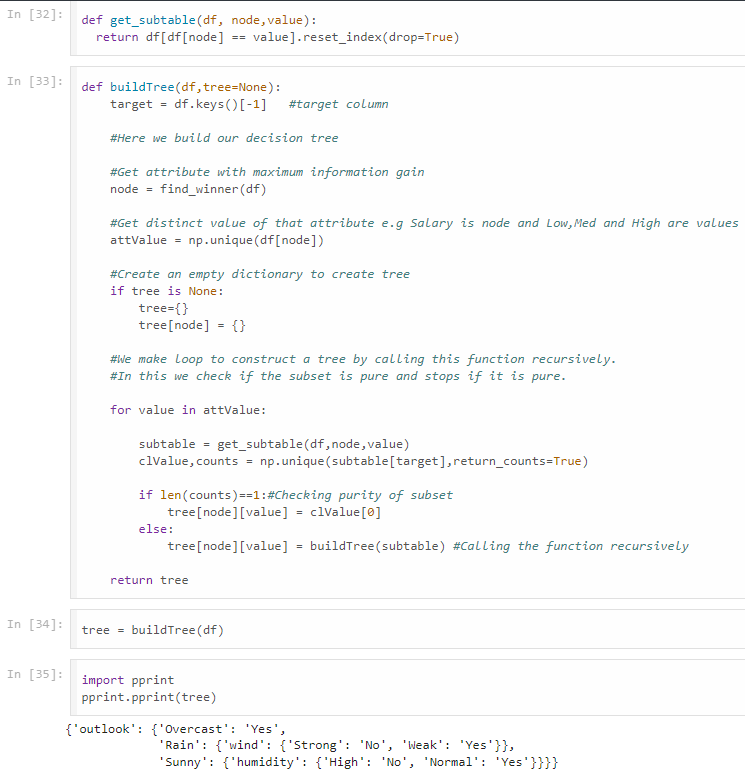 In [32]:
def get_subtable(df, node,value):
  return df[df[node] == value].reset_index(drop=True)
In [33]:
def buildTree(df,tree=None):
    target = df.keys()[-1]   #target column
    #Here we build our decision tree
    #Get attribute with maximum information gain
    node = find_winner(df)
    #Get distinct value of that attribute e.g Salary is node and Low,Med and High are values
    attValue = np.unique(df[node])
    #Create an empty dictionary to create tree
    if tree is None:
        tree={}
        tree[node] = {}
    #We make loop to construct a tree by calling this function recursively.
    #In this we check if the subset is pure and stops if it is pure.
    for value in attValue:
        subtable = get_subtable(df,node,value)
        clValue,counts = np.unique(subtable[target],return_counts=True)
        if len(counts)==1:#Checking purity of subset
            tree[node][value] = clValue[0]
        else:
            tree[node][value] = buildTree(subtable) #Calling the function recursively
    return tree
In [34]:
tree = buildTree(df)
In [35]:
import pprint
pprint.pprint(tree)
{'outlook': {'Overcast': 'Yes',
             'Rain': {'wind': {'Strong': 'No', 'Weak': 'Yes'}},
             'Sunny': {'humidity': {'High': 'No', 'Normal': 'Yes'}}}}